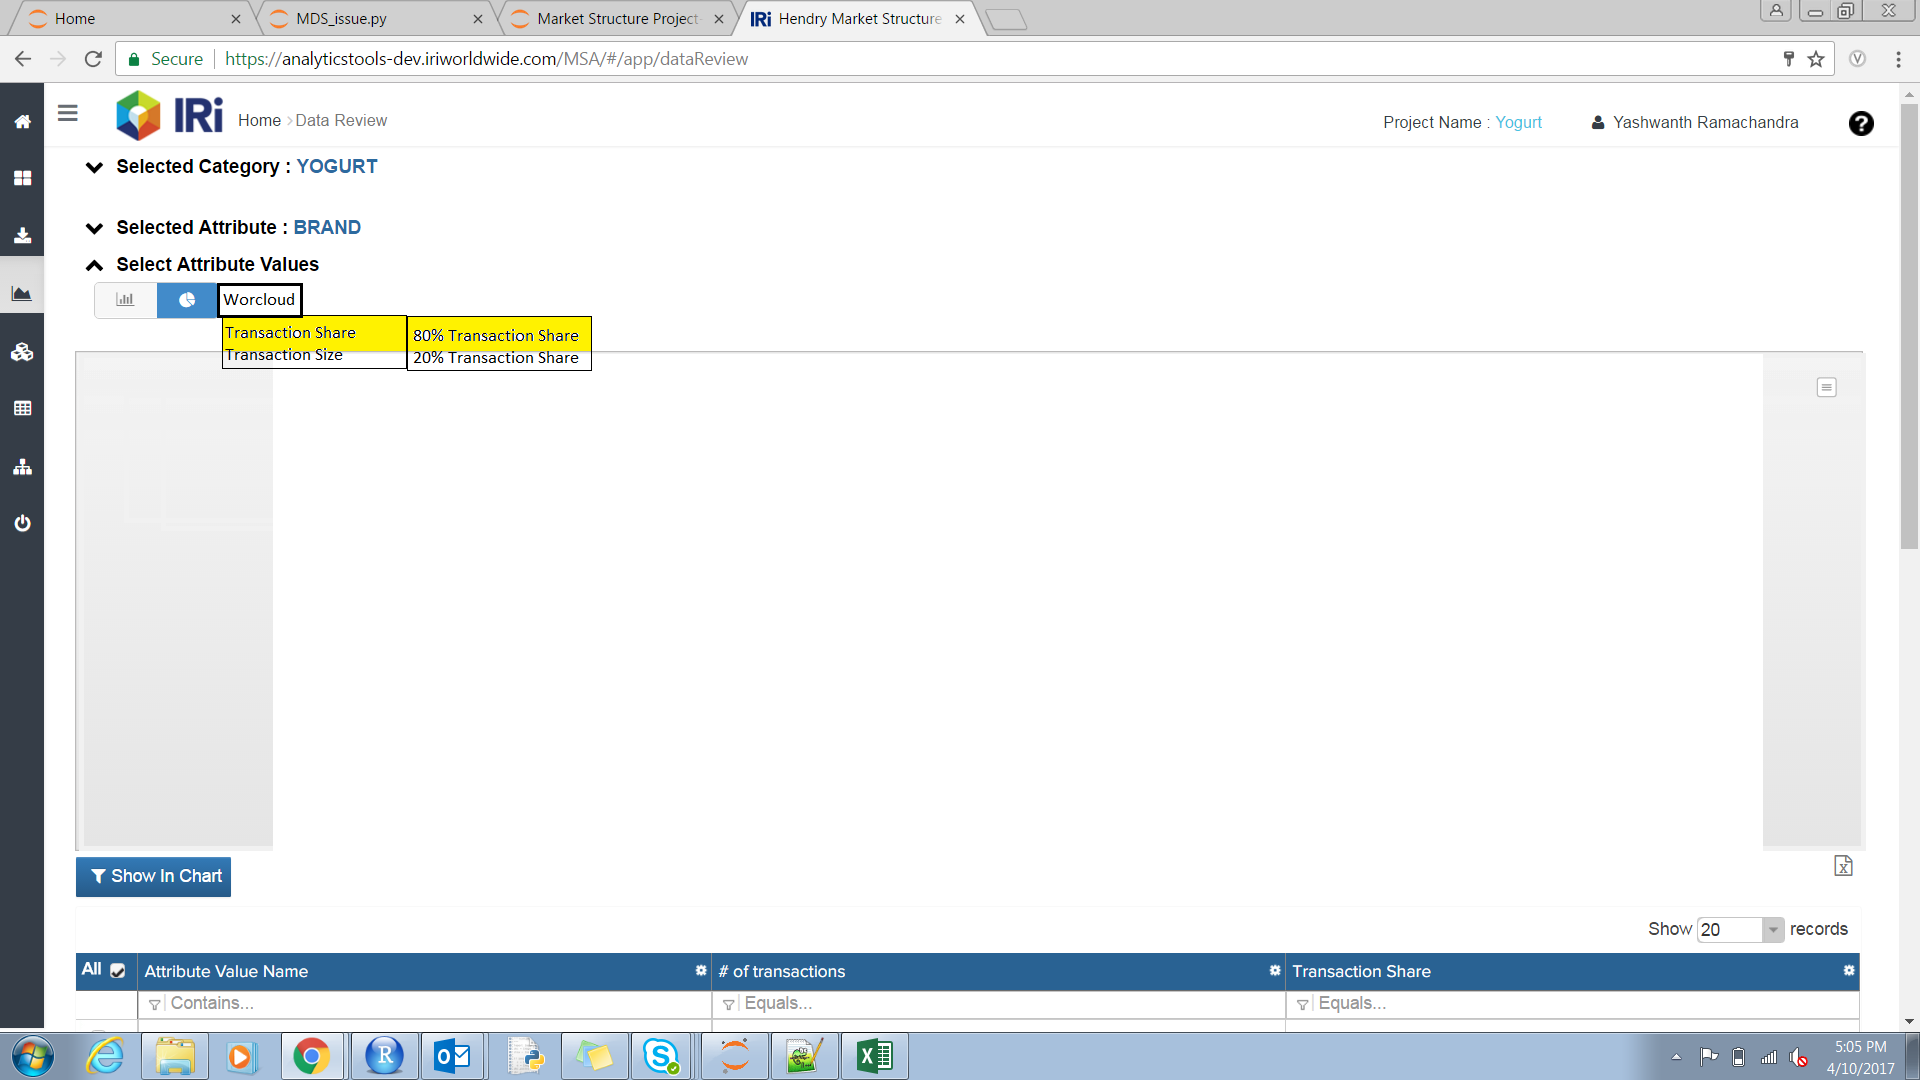 Home
MDS_issue.py
Market Structure Project
IRi Hendry Market Structure
Secure https://analyticstools-dev.iriworldwide.com/MSA/#/app/dataReview
IRi Home Data Review
Project Name : Yogurt Yashwanth Ramachandra
Selected Category : YOGURT
Selected Attribute : BRAND
Select Attribute Values
Worcloud
Transaction Share 80% Transaction Share
Transaction Size 20% Transaction Share
Show In Chart
Show 20 records
All Attribute Value Name # of transactions Transaction Share
Contains... Equals... Equals...
5:05 PM
4/10/2017